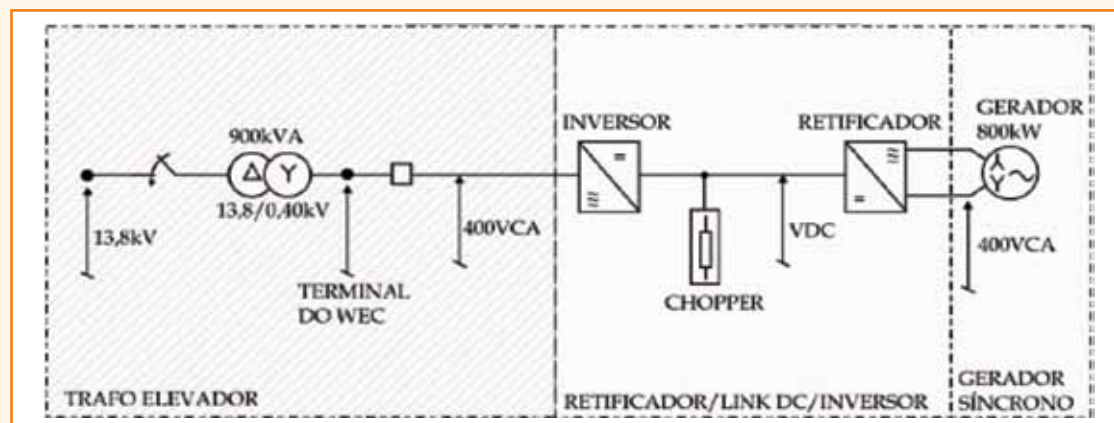 900kVA
13,8/0,40kV
13,8kV
TERMINAL
DO WEC
400VCA
TRAFO ELEVADOR
INVERSOR
CHOPPER
VDC
RETIFICADOR
RETIFICADOR/LINK DC/INVERSOR
GERADOR
800kW
400VCA
GERADOR
SÍNCRONO